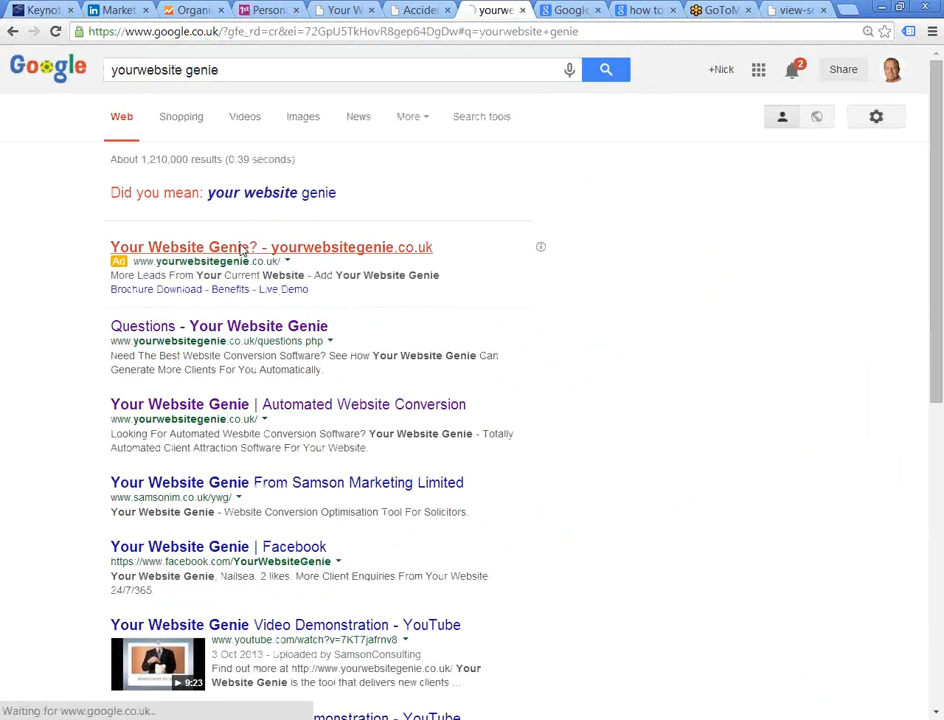 Keynot
Market
Organi
Person
Your W
Accide
yourwe
Google
how to
GoToM
view-s
https://www.google.co.uk/?gfe_rd=cr&ei=72GpU5TkHoLR8gep64DgDw#q=yourwebsite+genie
Google
yourwebsite genie
+Nick
2
Share
Web
Shopping
Videos
Images
News
More
Search tools
About 1,210,000 results (0.39 seconds)
Did you mean: your website genie
Your Website Genie? - yourwebsitegenie.co.uk
Ad www.yourwebsitegenie.co.uk/
More Leads From Your Current Website - Add Your Website Genie
Brochure Download - Benefits - Live Demo
Questions - Your Website Genie
www.yourwebsitegenie.co.uk/questions.php
Need The Best Website Conversion Software? See How Your Website Genie Can
Generate More Clients For You Automatically.
Your Website Genie | Automated Website Conversion
www.yourwebsitegenie.co.uk/
Looking For Automated Wesbite Conversion Software? Your Website Genie - Totally
Automated Client Attraction Software For Your Website.
Your Website Genie From Samson Marketing Limited
www.samsonim.co.uk/ywg/
Your Website Genie - Website Conversion Optimisation Tool For Solicitors.
Your Website Genie | Facebook
https://www.facebook.com/YourWebsiteGenie
Your Website Genie, Nailsea. 2 likes. More Client Enquiries From Your Website
24/7/365.
Your Website Genie Video Demonstration - YouTube
www.youtube.com/watch?v=7KT7jafrnv8
3 Oct 2013 - Uploaded by SamsonConsulting
Find out more at http://www.yourwebsitegenie.co.uk/ Your
Website Genie is the tool that delivers new clients ...
9:23
Waiting for www.google.co.uk...
monstration - YouTube